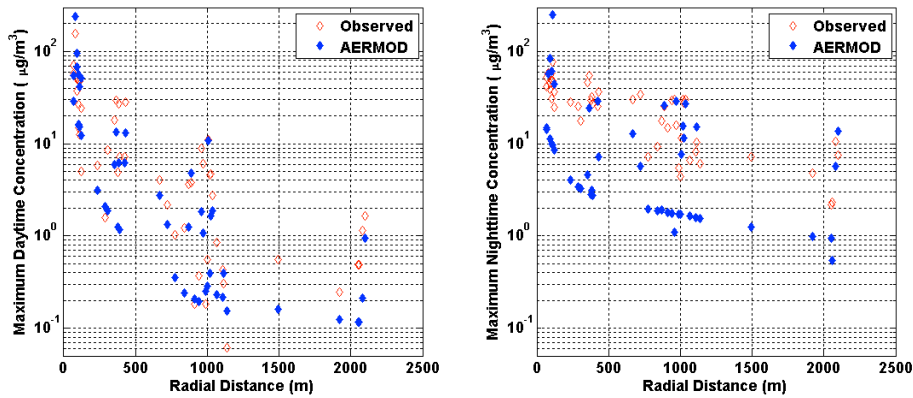 Maximum Daytime Concentration ( μg/m³)
10²
10¹
10⁰
10⁻¹
0 500 1000 1500 2000 2500
Radial Distance (m)
Observed
AERMOD
Maximum Nighttime Concentration ( μg/m³)
10²
10¹
10⁰
10⁻¹
0 500 1000 1500 2000 2500
Radial Distance (m)
Observed
AERMOD